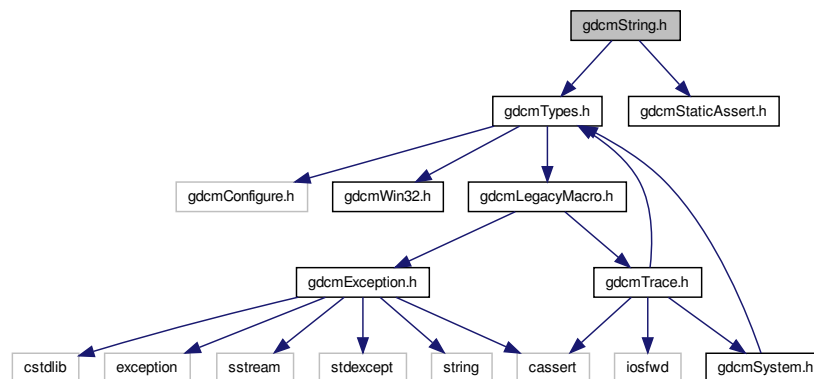 gdcmString.h
gdcmTypes.h
gdcmStaticAssert.h
gdcmConfigure.h
gdcmWin32.h
gdcmLegacyMacro.h
gdcmException.h
gdcmTrace.h
cstdlib
exception
sstream
stdexcept
string
cassert
iosfwd
gdcmSystem.h